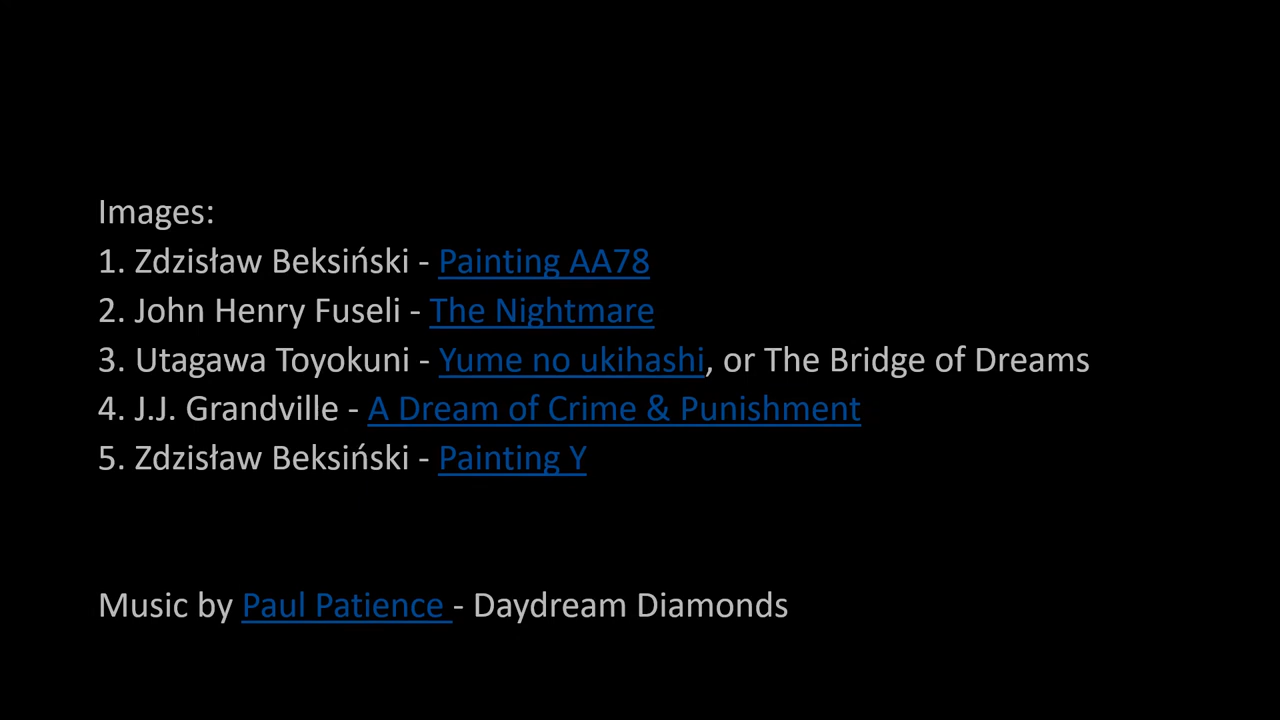 Images:
1. Zdzisław Beksiński - Painting AA78
2. John Henry Fuseli - The Nightmare
3. Utagawa Toyokuni - Yume no ukihashi, or The Bridge of Dreams
4. J.J. Grandville - A Dream of Crime & Punishment
5. Zdzisław Beksiński - Painting Y
Music by Paul Patience - Daydream Diamonds